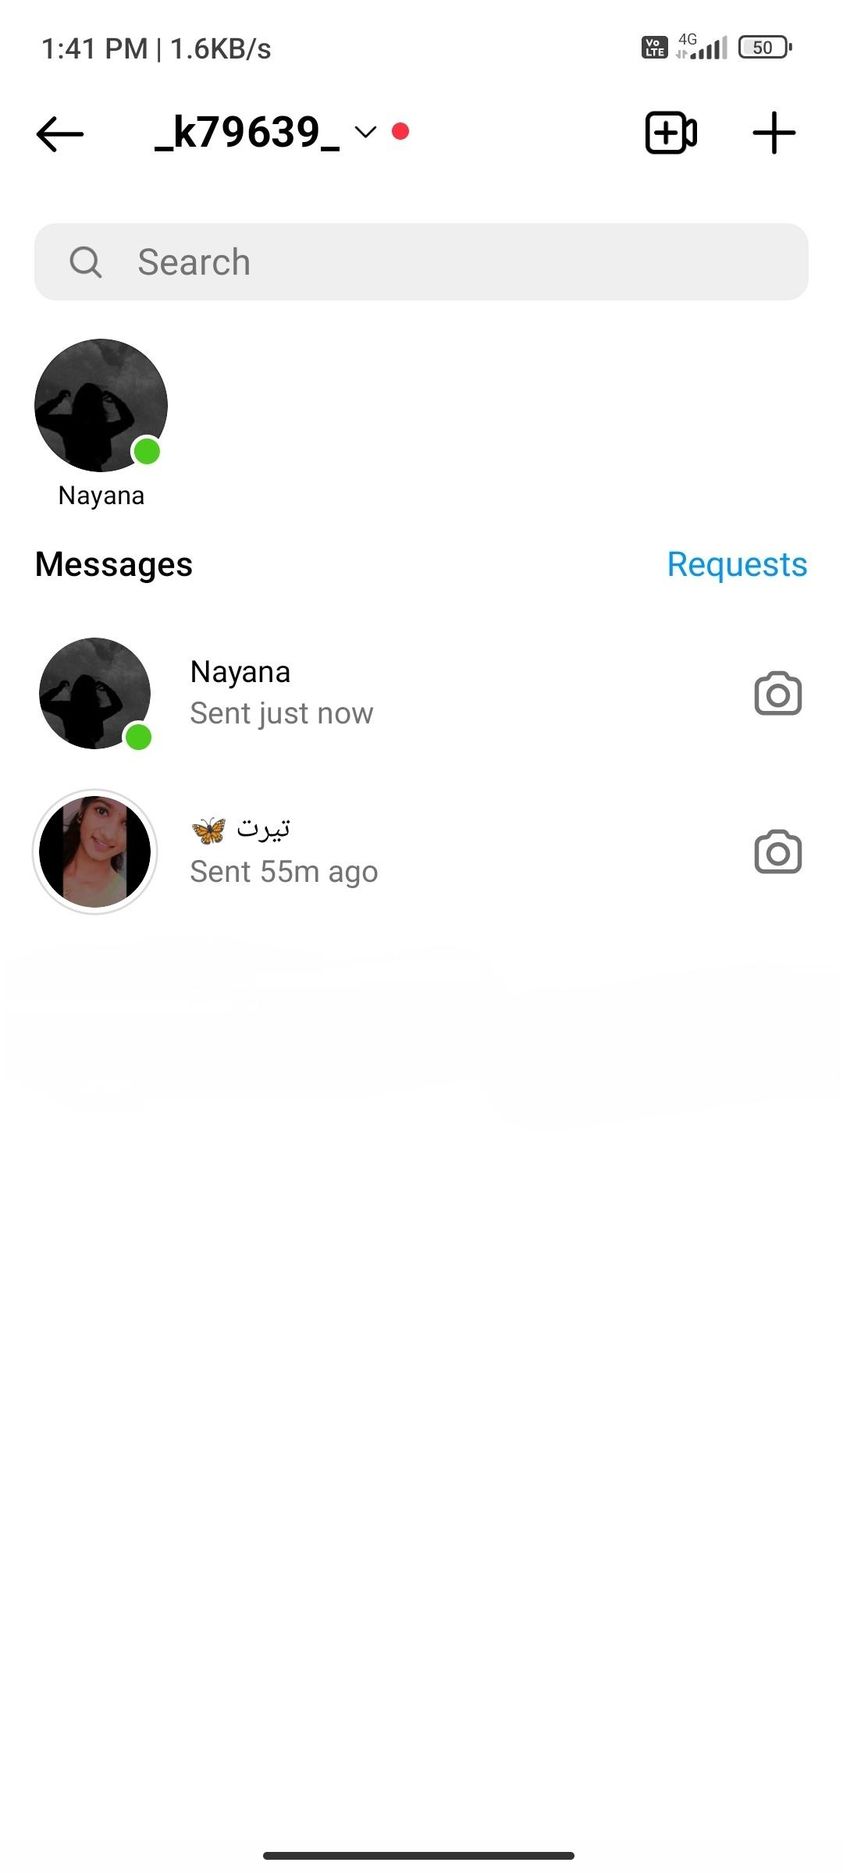 1:41 PM | 1.6KB/s Vo LTE 4G 50
_k79639_
Search
Nayana
Messages Requests
Nayana
Sent just now
🦋 تيرت
Sent 55m ago